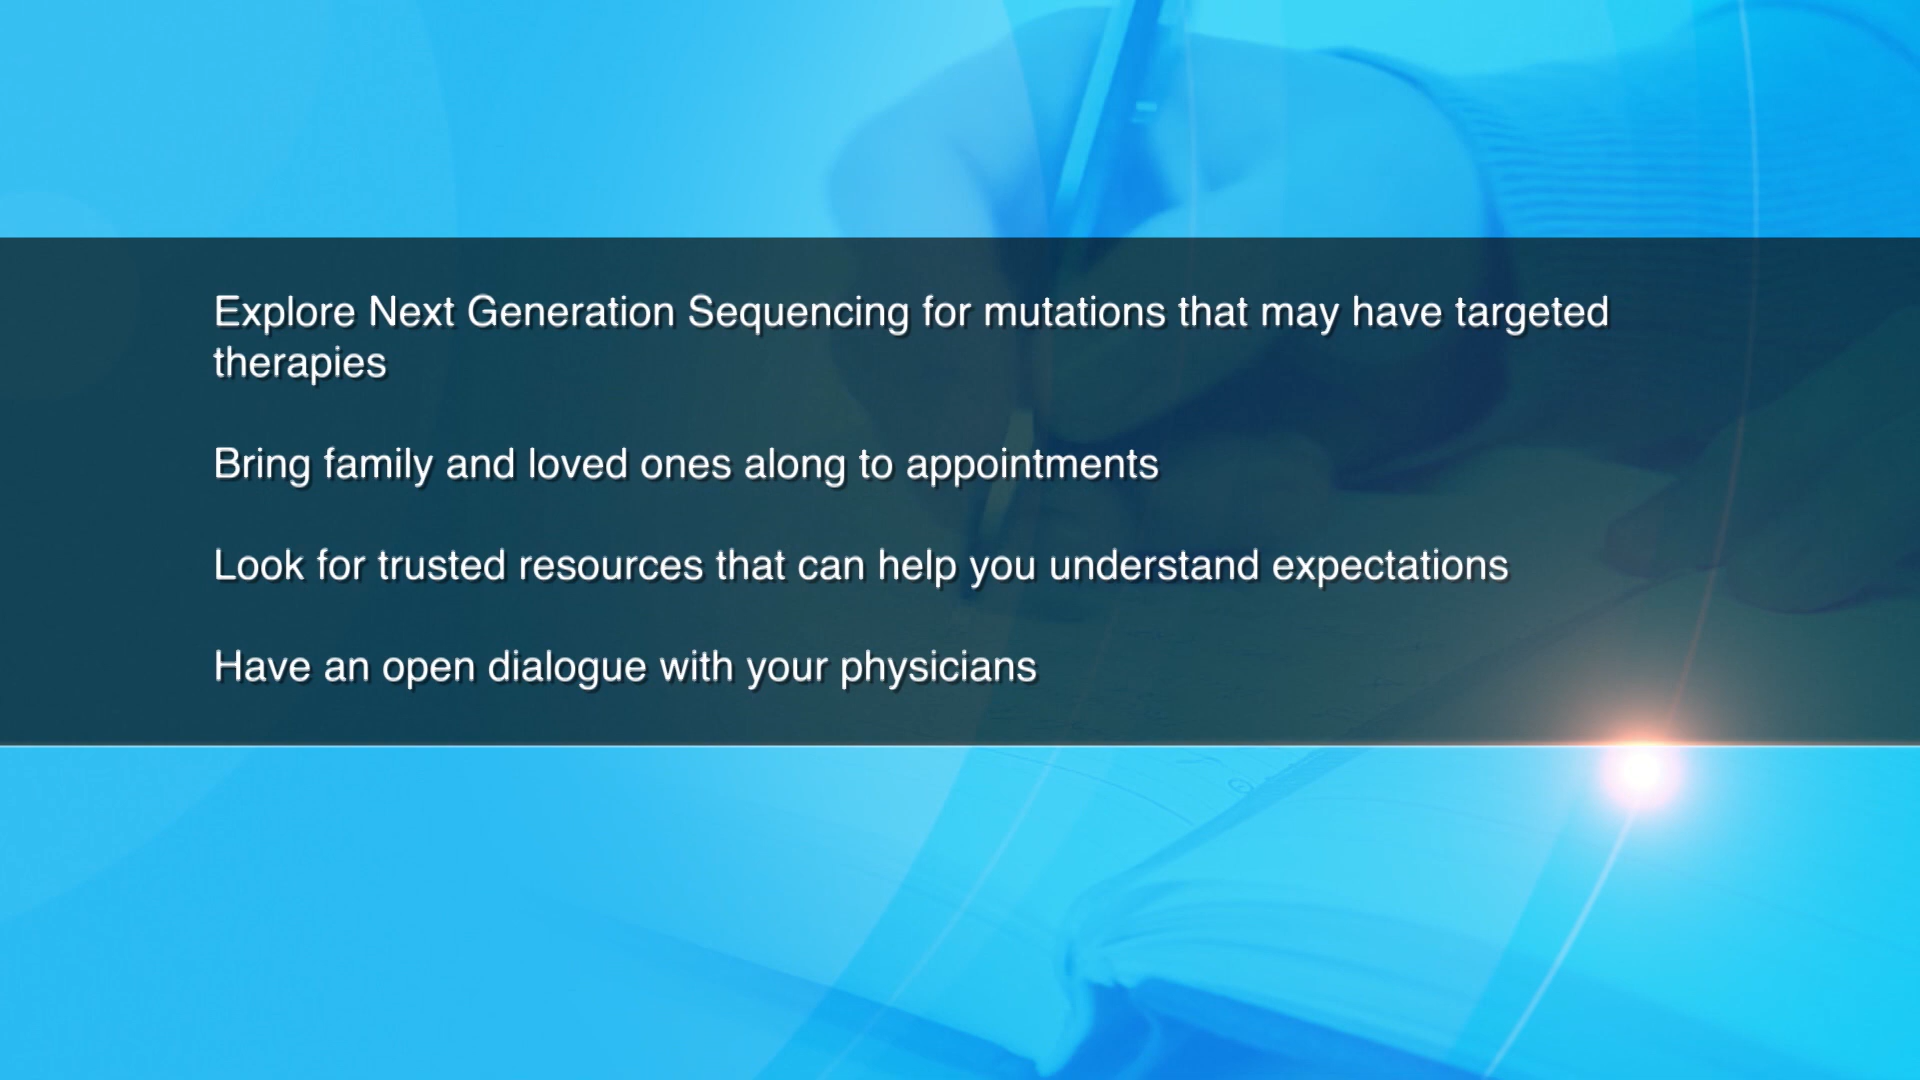 Explore Next Generation Sequencing for mutations that may have targeted
therapies
Bring family and loved ones along to appointments
Look for trusted resources that can help you understand expectations
Have an open dialogue with your physicians